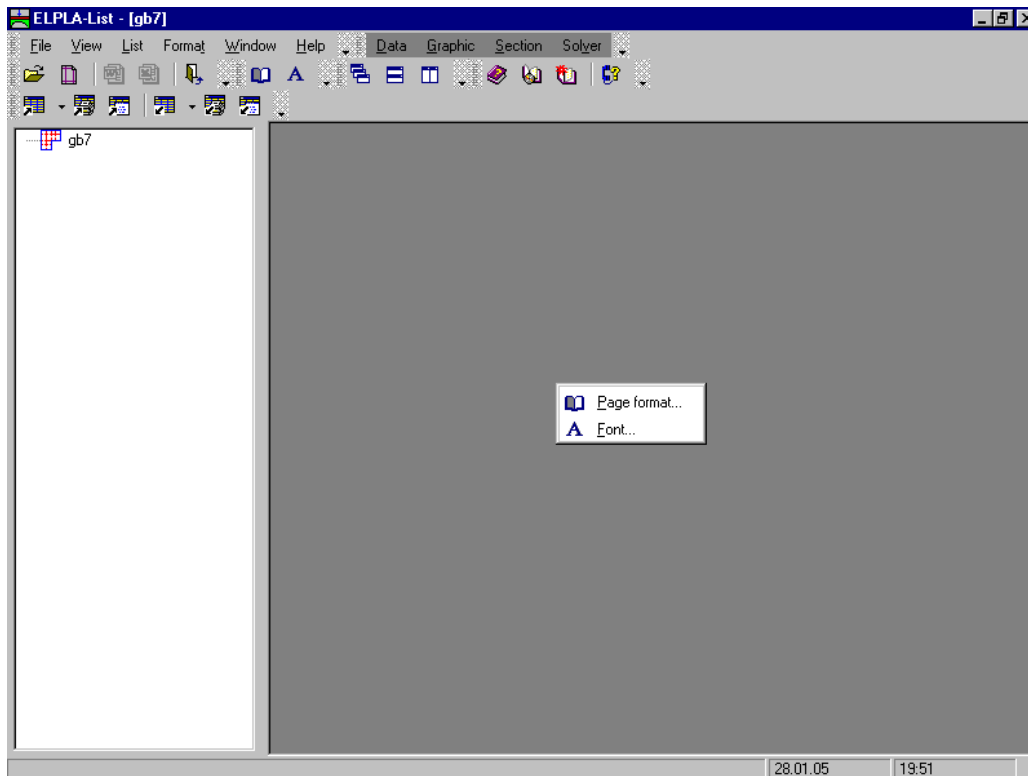 ELPLA-List - [gb7]
File View List Format Window Help Data Graphic Section Solver
gb7
Page format...
A Font...
28.01.05 19:51